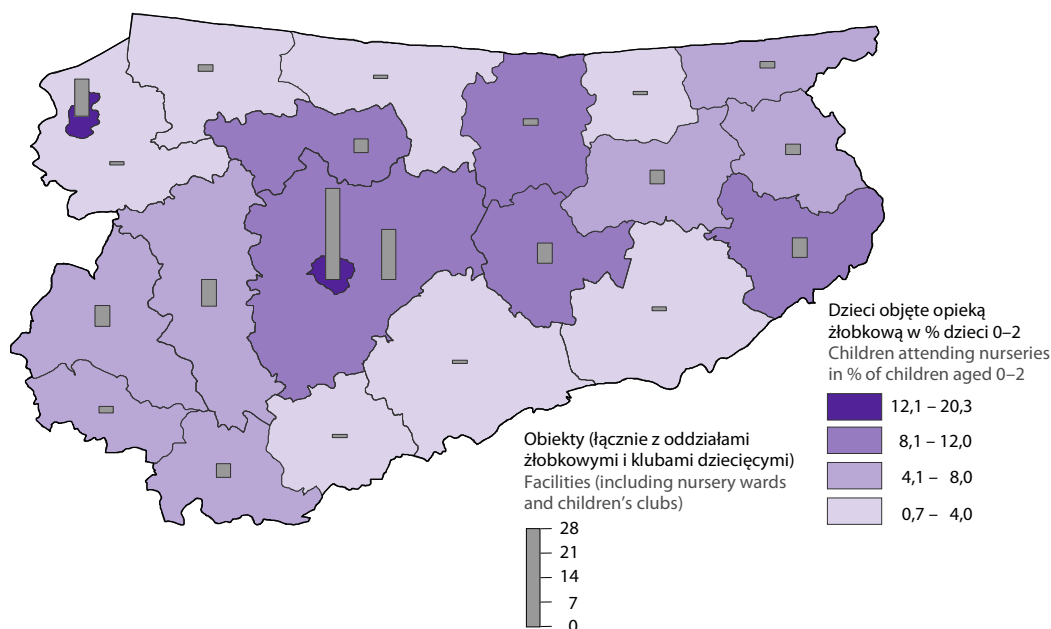 Dzieci objęte opieką
żłobkową w % dzieci 0–2
Children attending nurseries
in % of children aged 0–2
12,1 – 20,3
8,1 – 12,0
4,1 – 8,0
0,7 – 4,0
Obiekty (łącznie z oddziałami
żłobkowymi i klubami dziecięcymi)
Facilities (including nursery wards
and children's clubs)
28
21
14
7
0